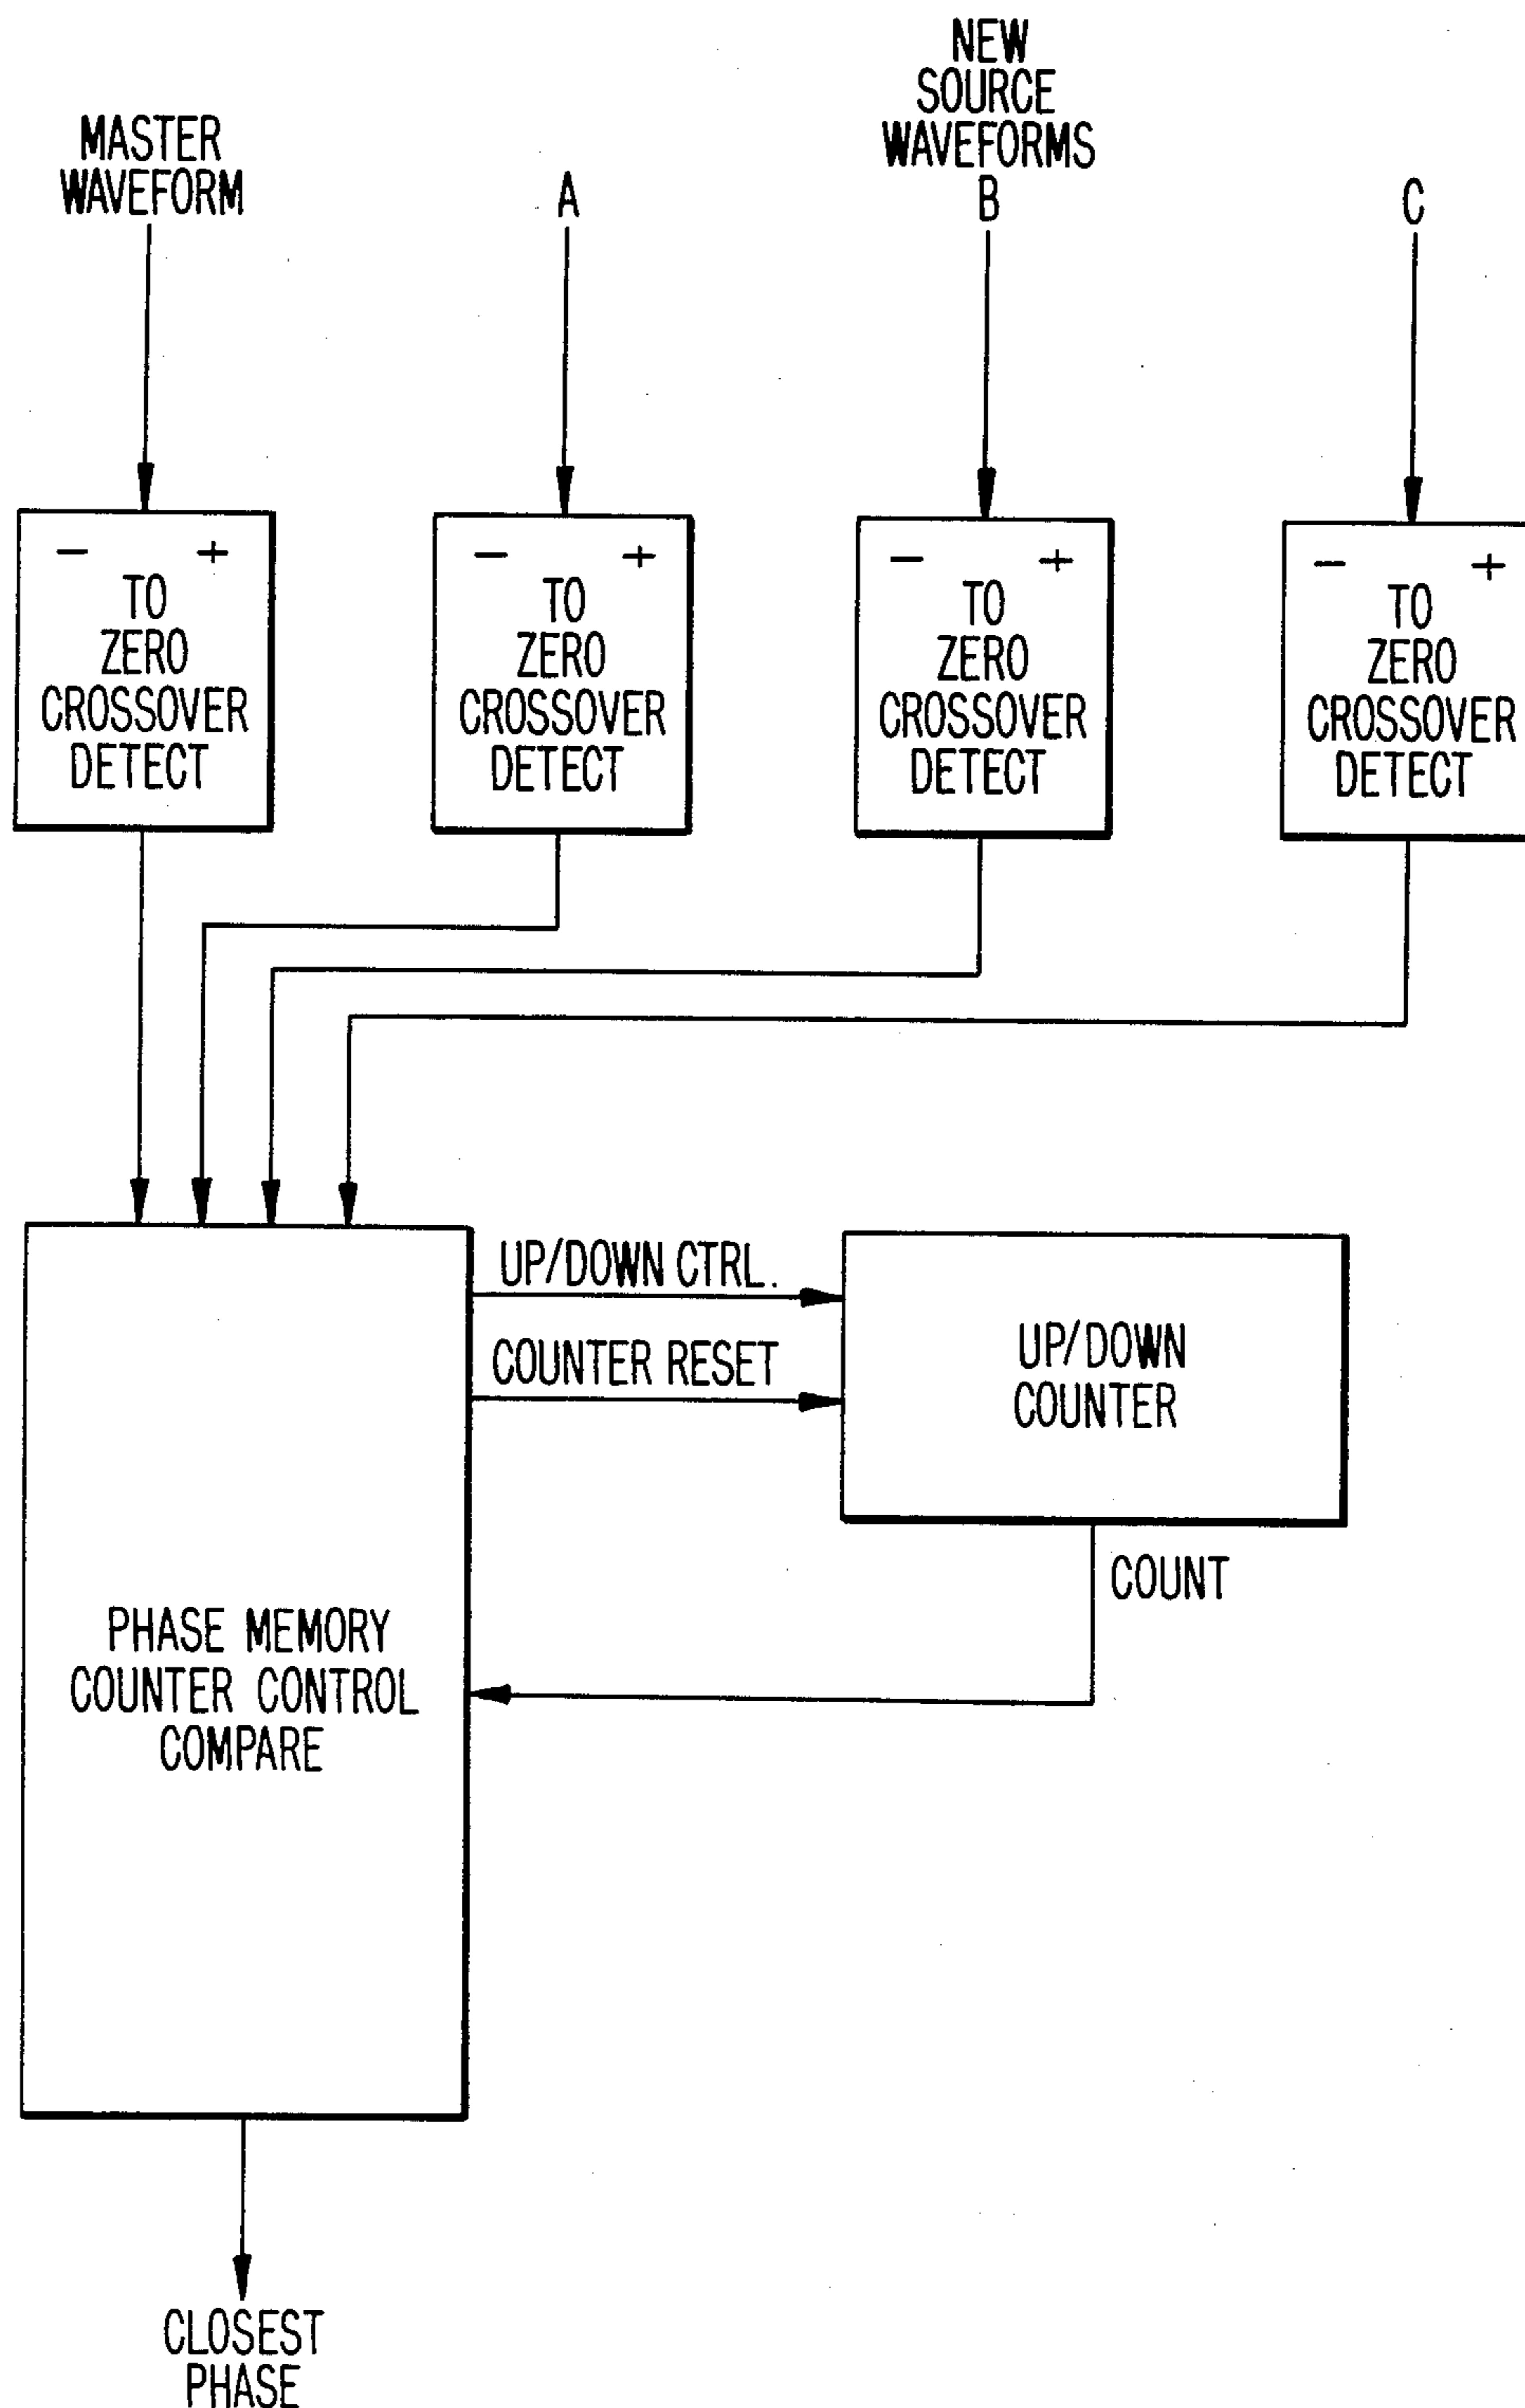 MASTER
WAVEFORM
A
NEW
SOURCE
WAVEFORMS
B
C
− +
TO
ZERO
CROSSOVER
DETECT
− +
TO
ZERO
CROSSOVER
DETECT
− +
TO
ZERO
CROSSOVER
DETECT
− +
TO
ZERO
CROSSOVER
DETECT
UP/DOWN CTRL.
COUNTER RESET
UP/DOWN
COUNTER
COUNT
PHASE MEMORY
COUNTER CONTROL
COMPARE
CLOSEST
PHASE